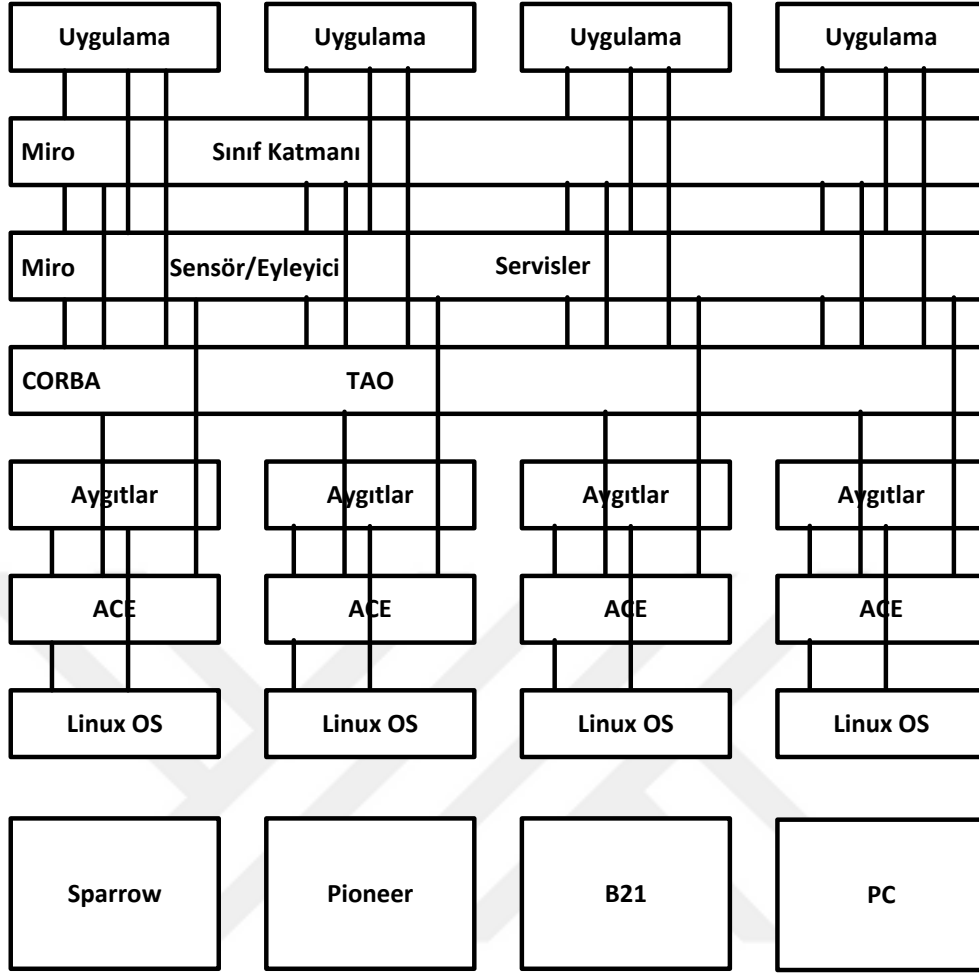 Uygulama Uygulama Uygulama Uygulama
Miro Sınıf Katmanı
Miro Sensör/Eyleyici Servisler
CORBA TAO
Aygıtlar Aygıtlar Aygıtlar Aygıtlar
ACE ACE ACE ACE
Linux OS Linux OS Linux OS Linux OS
Sparrow Pioneer B21 PC